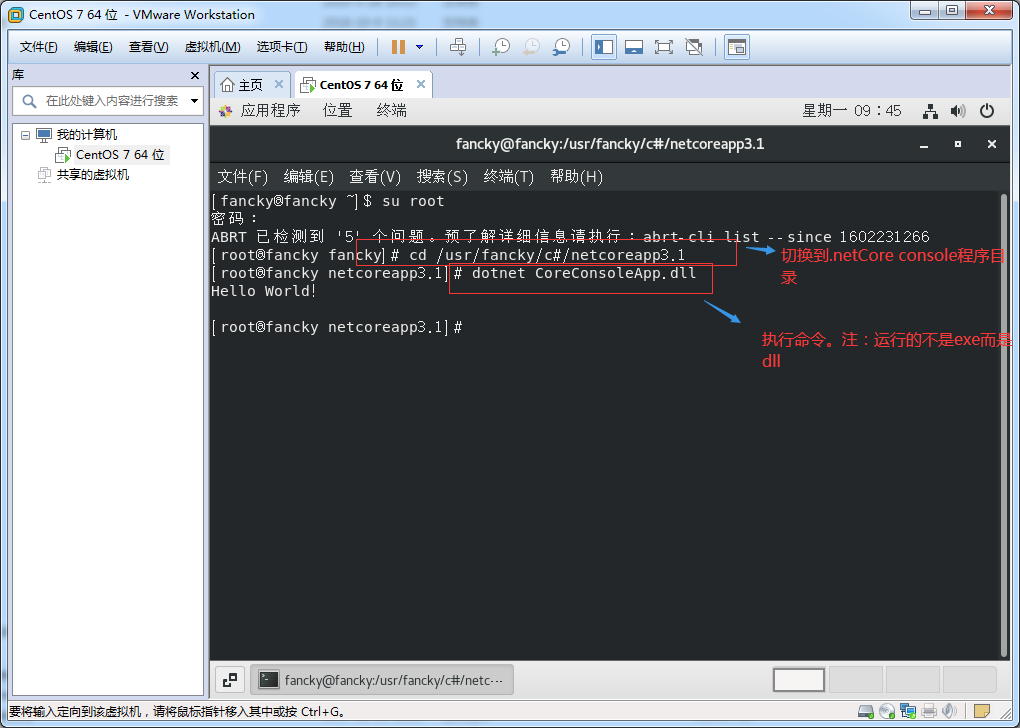 CentOS 7 64 位 - VMware Workstation
文件(F) 编辑(E) 查看(V) 虚拟机(M) 选项卡(T) 帮助(H)
库
在此处键入内容进行搜索
我的计算机
CentOS 7 64 位
共享的虚拟机
主页 CentOS 7 64 位
应用程序 位置 终端 星期一 09：45
fancky@fancky:/usr/fancky/c#/netcoreapp3.1
文件(F) 编辑(E) 查看(V) 搜索(S) 终端(T) 帮助(H)
[fancky@fancky ~]$ su root
密码：
ABRT 已检测到 '5' 个问题。预了解详细信息请执行：abrt-cli list --since 1602231266
[root@fancky fancky]# cd /usr/fancky/c#/netcoreapp3.1
[root@fancky netcoreapp3.1]# dotnet CoreConsoleApp.dll
Hello World!
[root@fancky netcoreapp3.1]#
切换到.netCore console程序目
录
执行命令。注：运行的不是exe而是
dll
fancky@fancky:/usr/fancky/c#/netc···
要将输入定向到该虚拟机，请将鼠标指针移入其中或按 Ctrl+G。